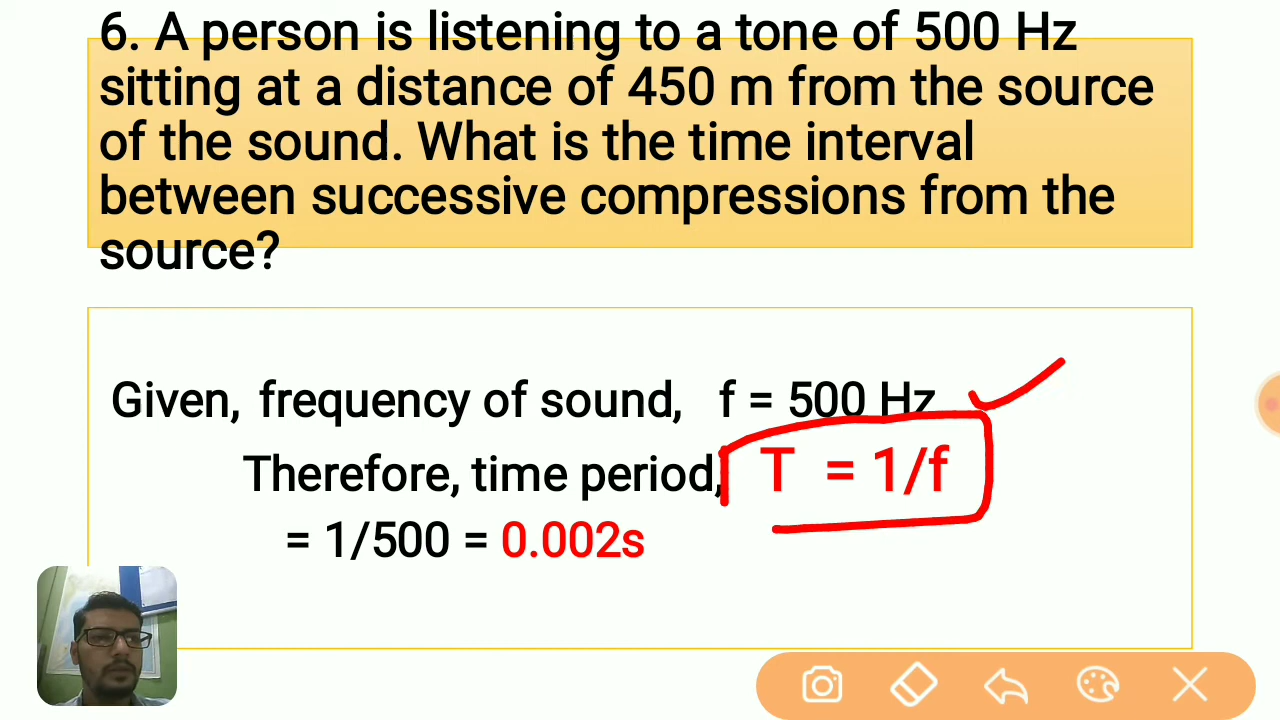 6. A person is listening to a tone of 500 Hz
sitting at a distance of 450 m from the source
of the sound. What is the time interval
between successive compressions from the
source?
Given, frequency of sound, f = 500 Hz
Therefore, time period, T = 1/f
= 1/500 = 0.002s